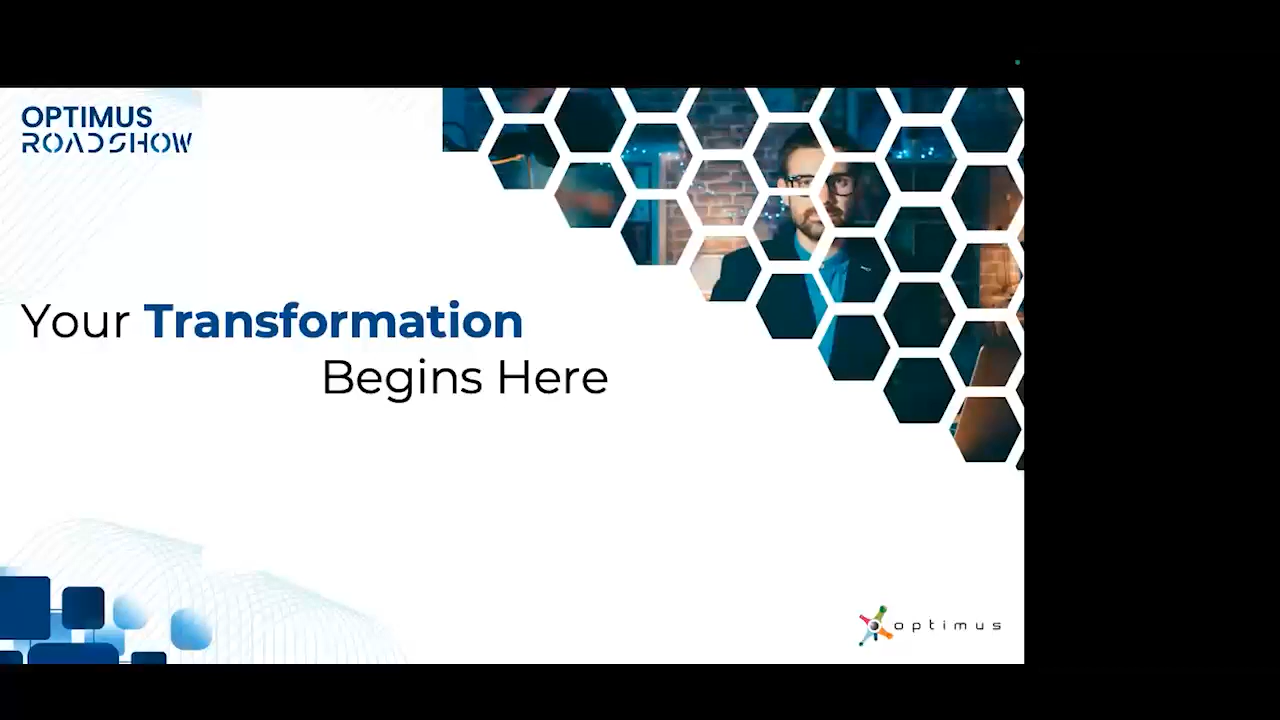 OPTIMUS
ROADSHOW
Your Transformation
Begins Here
optimus